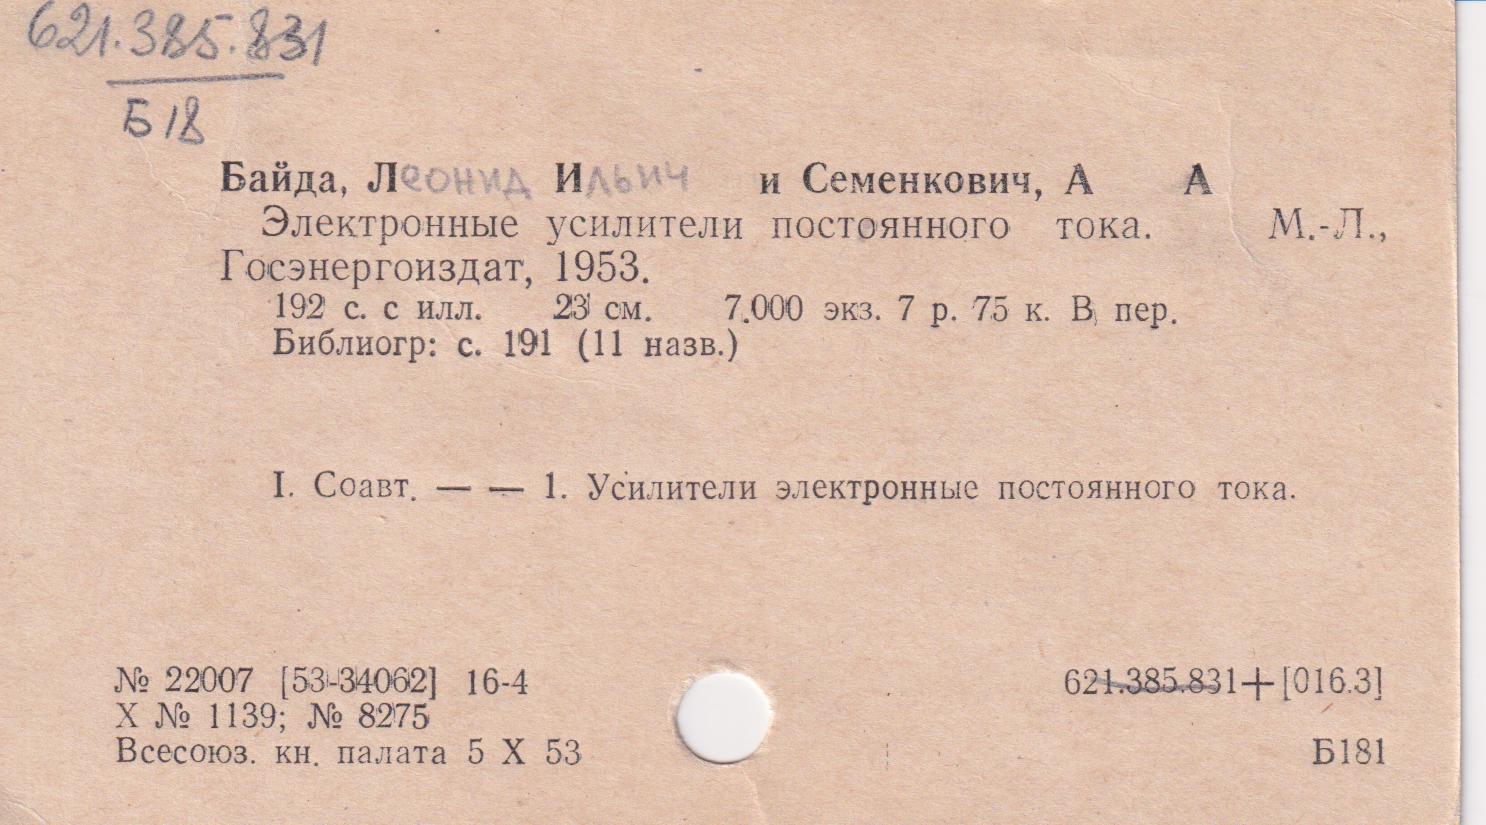 621.385.831
Б18
Байда, Леонид Ильич и Семенкович, А А
Электронные усилители постоянного тока. М.-Л.,
Госэнергоиздат, 1953.
192 с. с илл. 23 см. 7.000 экз. 7 р. 75 к. В пер.
Библиогр: с. 191 (11 назв.)
I. Соавт. — — 1. Усилители электронные постоянного тока.
№ 22007 [53-34062] 16-4
621.385.831+[016.3]
X № 1139; № 8275
Всесоюз. кн. палата 5 X 53
Б181